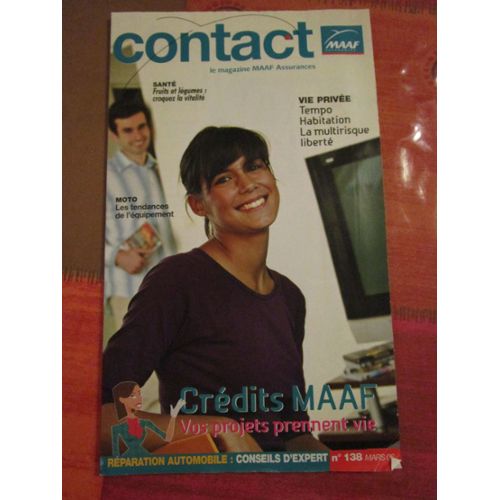 contact
MAAF
le magazine MAAF Assurances
SANTÉ
Fruits et légumes :
croquez la vitalité
VIE PRIVÉE
Tempo
Habitation
La multirisque
liberté
MOTO
Les tendances
de l'équipement
Crédits MAAF
Vos projets prennent vie
RÉPARATION AUTOMOBILE : CONSEILS D'EXPERT n° 138 MARS